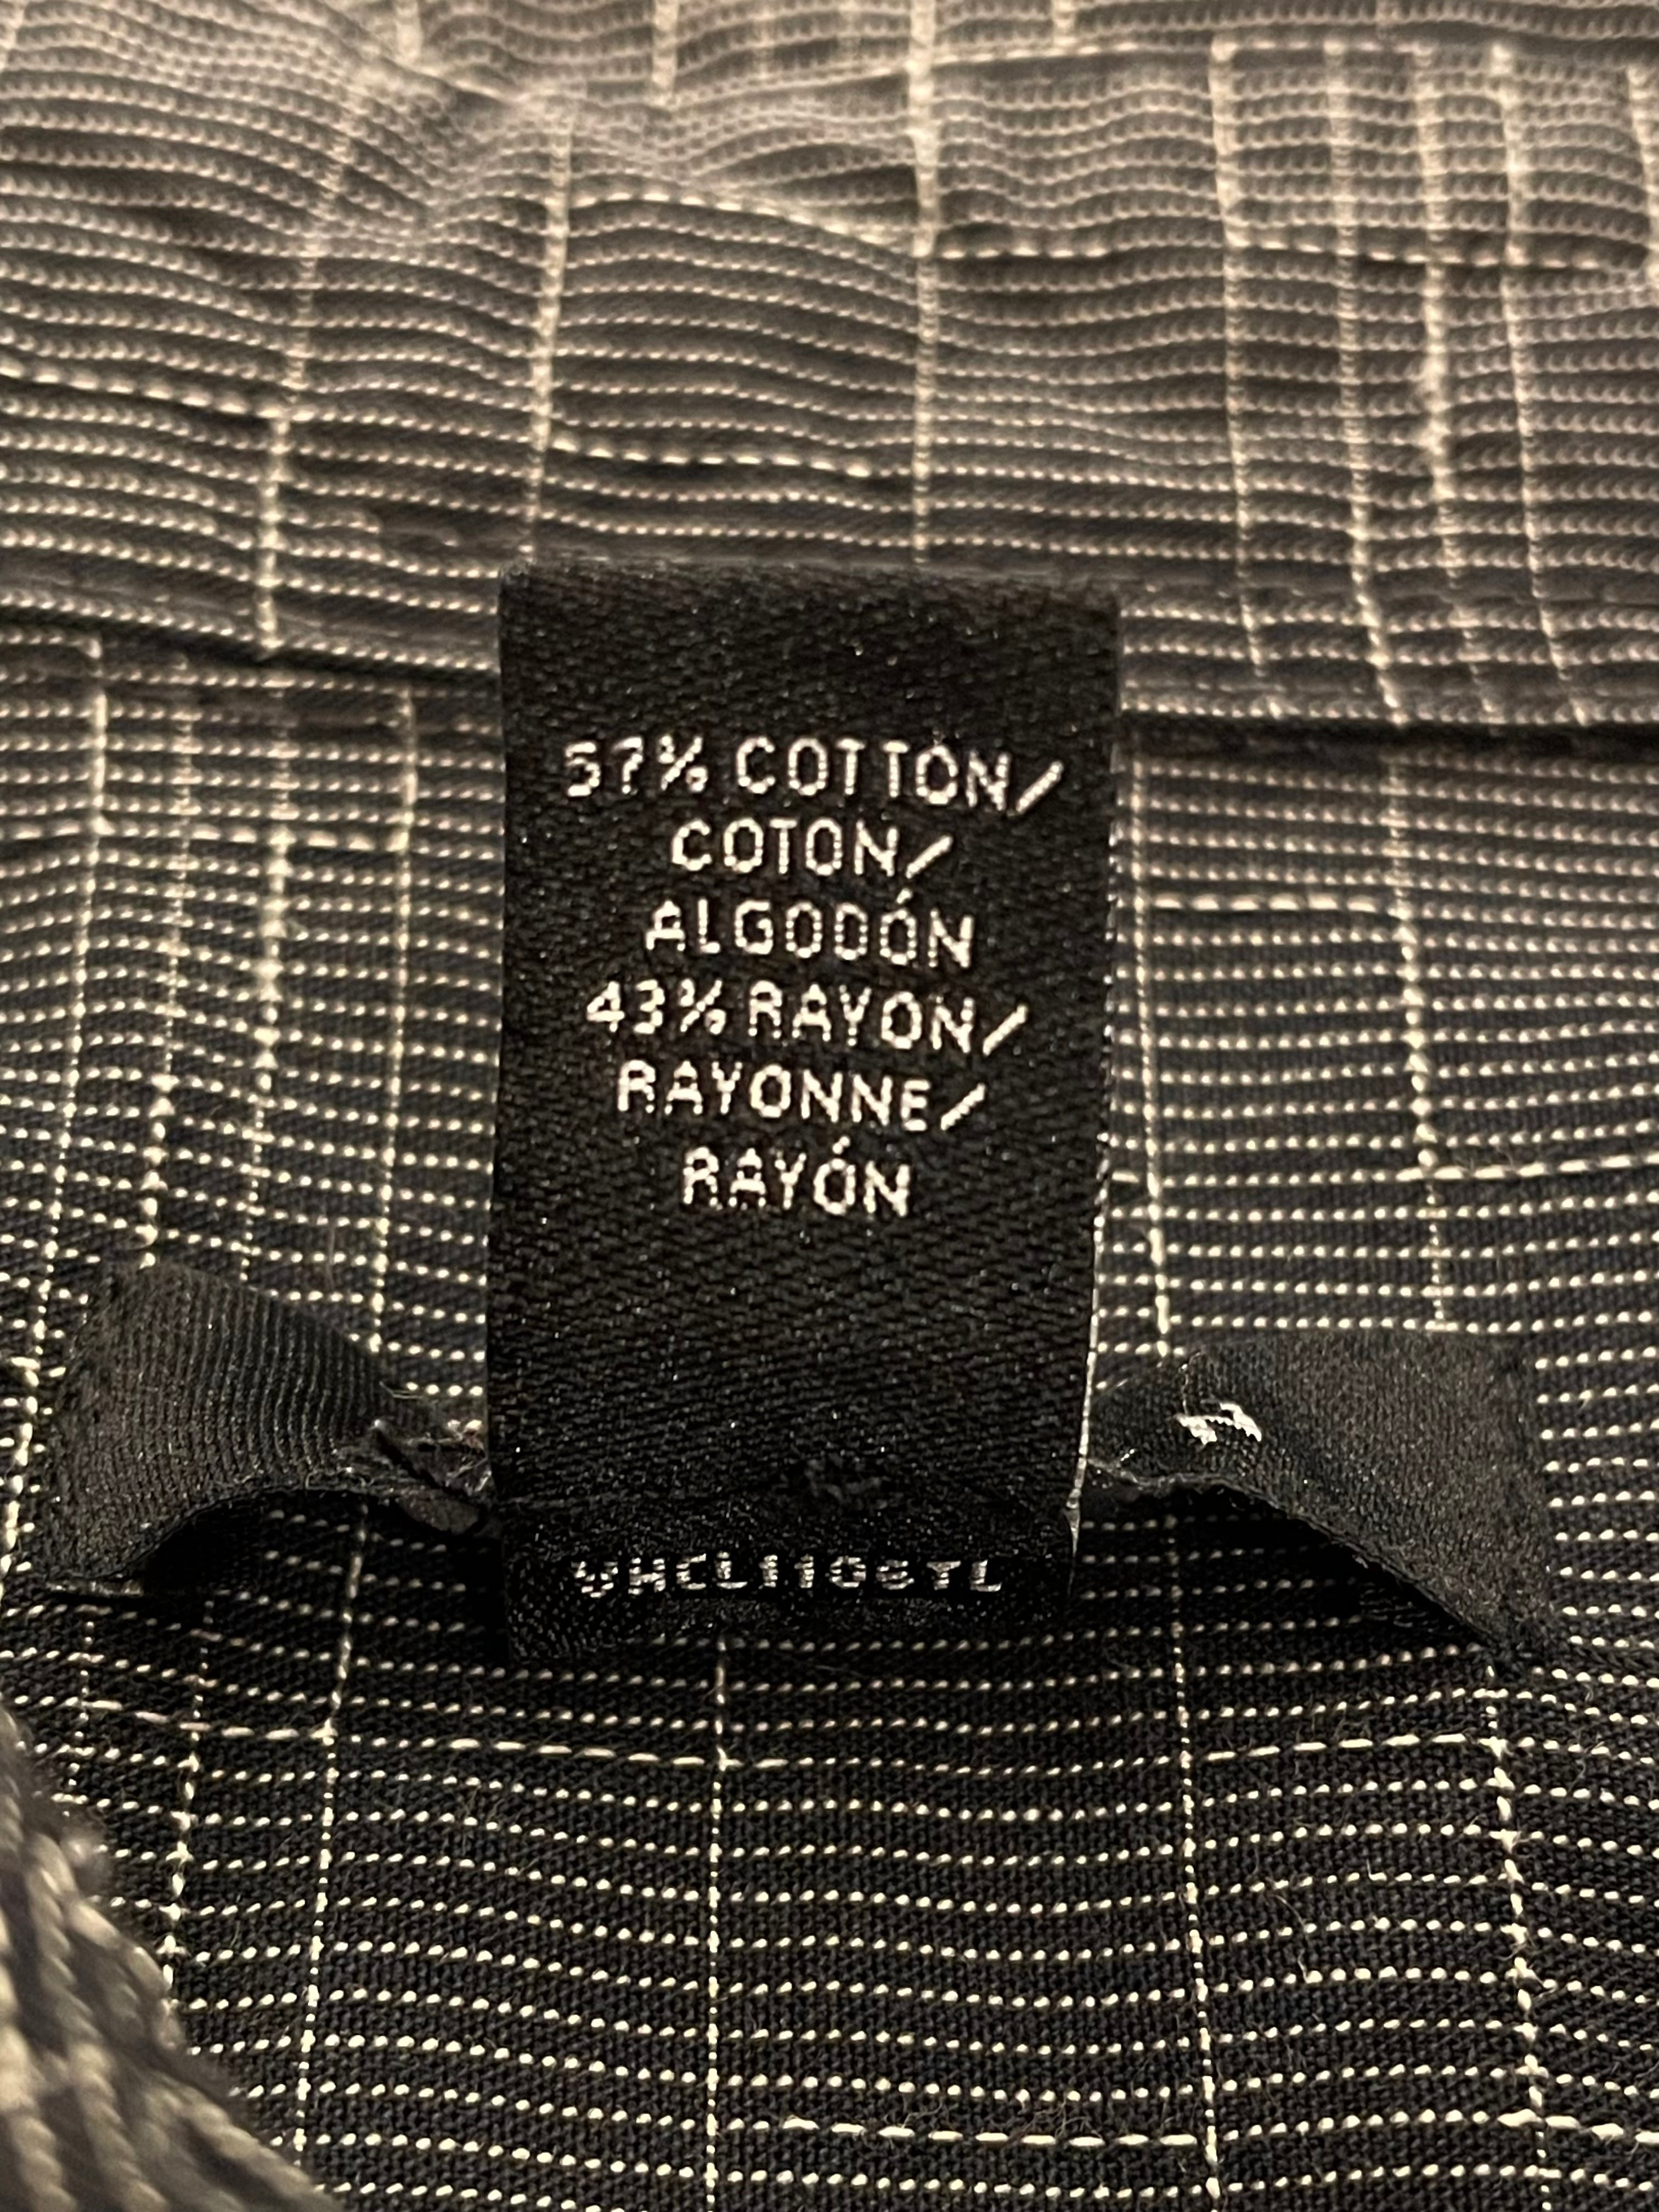 57% COTTON/
COTON/
ALGODÓN
43% RAYON/
RAYONNE/
RAYÓN